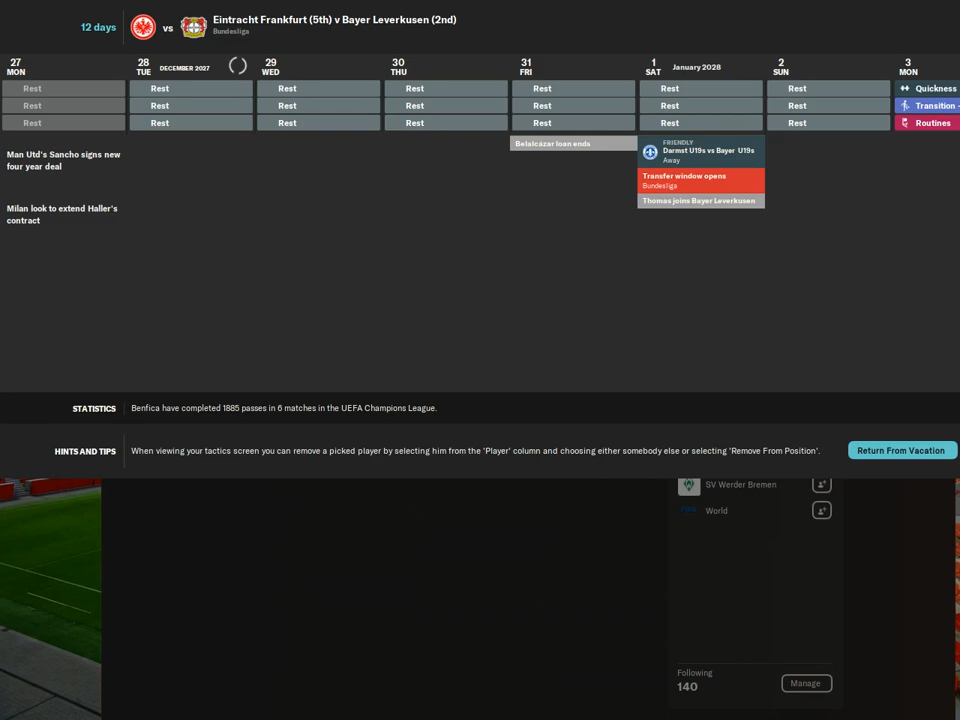 12 days
vs
Eintracht Frankfurt (5th) v Bayer Leverkusen (2nd)
Bundesliga
27
MON
28
TUE
DECEMBER 2027
29
WED
30
THU
31
FRI
1
SAT
January 2028
2
SUN
3
MON
Rest
Rest
Rest
Rest
Rest
Rest
Rest
Quickness
Rest
Rest
Rest
Rest
Rest
Rest
Rest
Transition -
Rest
Rest
Rest
Rest
Rest
Rest
Rest
Routines
Man Utd's Sancho signs new
four year deal
Milan look to extend Haller's
contract
Belalcázar loan ends
FRIENDLY
Darmst U19s vs Bayer U19s
Away
Transfer window opens
Bundesliga
Thomas joins Bayer Leverkusen
STATISTICS
Benfica have completed 1885 passes in 6 matches in the UEFA Champions League.
HINTS AND TIPS
When viewing your tactics screen you can remove a picked player by selecting him from the 'Player' column and choosing either somebody else or selecting 'Remove From Position'.
Return From Vacation
SV Werder Bremen
World
Following
140
Manage